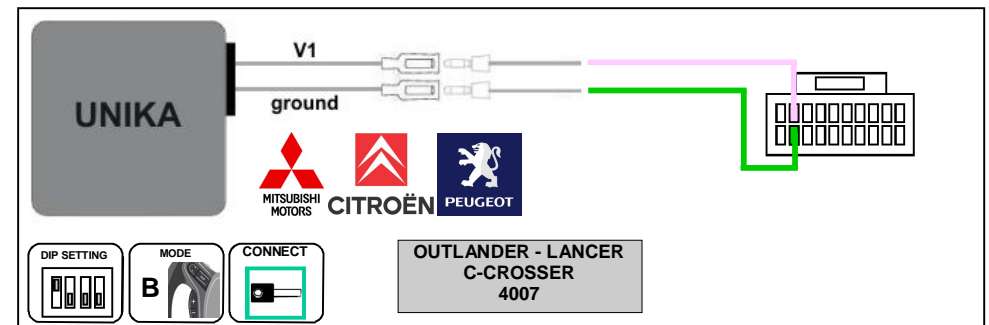 V1
UNIKA
ground
MITSUBISHI
MOTORS
CITROËN
PEUGEOT
DIP SETTING
MODE
B
CONNECT
OUTLANDER - LANCER
C-CROSSER
4007